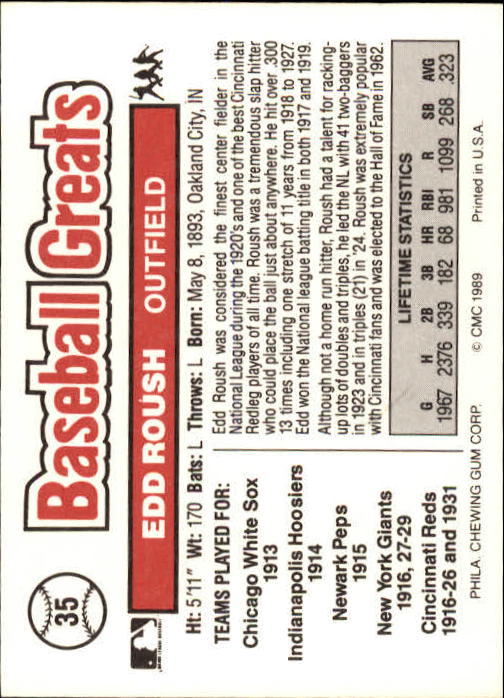 35
Baseball Greats
EDD ROUSH OUTFIELD
Ht: 5'11" Wt: 170 Bats: L Throws: L Born: May 8, 1893, Oakland City, IN
TEAMS PLAYED FOR:
Chicago White Sox
1913
Indianapolis Hoosiers
1914
Newark Peps
1915
New York Giants
1916, 27-29
Cincinnati Reds
1916-26 and 1931
Edd Roush was considered the finest center fielder in the
National League during the 1920's and one of the best Cincinnati
Redleg players of all time. Roush was a tremendous slap hitter
who could place the ball just about anywhere. He hit over .300
13 times including one stretch of 11 years from 1918 to 1927.
Edd won the National league batting title in both 1917 and 1919.
Although not a home run hitter, Roush had a talent for racking-
up lots of doubles and triples, he led the NL with 41 two-baggers
in 1923 and in triples (21) in '24. Roush was extremely popular
with Cincinnati fans and was elected to the Hall of Fame in 1962.
LIFETIME STATISTICS
G H 2B 3B HR RBI R SB AVG
1967 2376 339 182 68 981 1099 268 .323
PHILA. CHEWING GUM CORP. © CMC 1989 Printed in U.S.A.